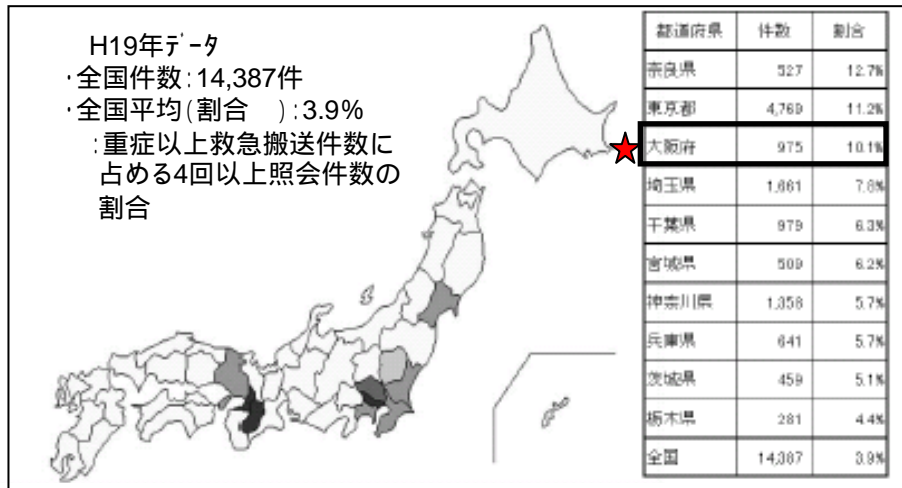 H19年データ
・全国件数:14,387件
・全国平均(割合 ):3.9%
:重症以上救急搬送件数に
占める4回以上照会件数の
割合
都道府県 件数 割合
奈良県 527 12.7%
東京都 4,769 11.2%
★大阪府 975 10.1%
埼玉県 1,661 7.8%
千葉県 979 6.3%
宮城県 509 6.2%
神奈川県 1,358 5.7%
兵庫県 641 5.7%
茨城県 459 5.1%
栃木県 281 4.4%
全国 14,387 3.9%